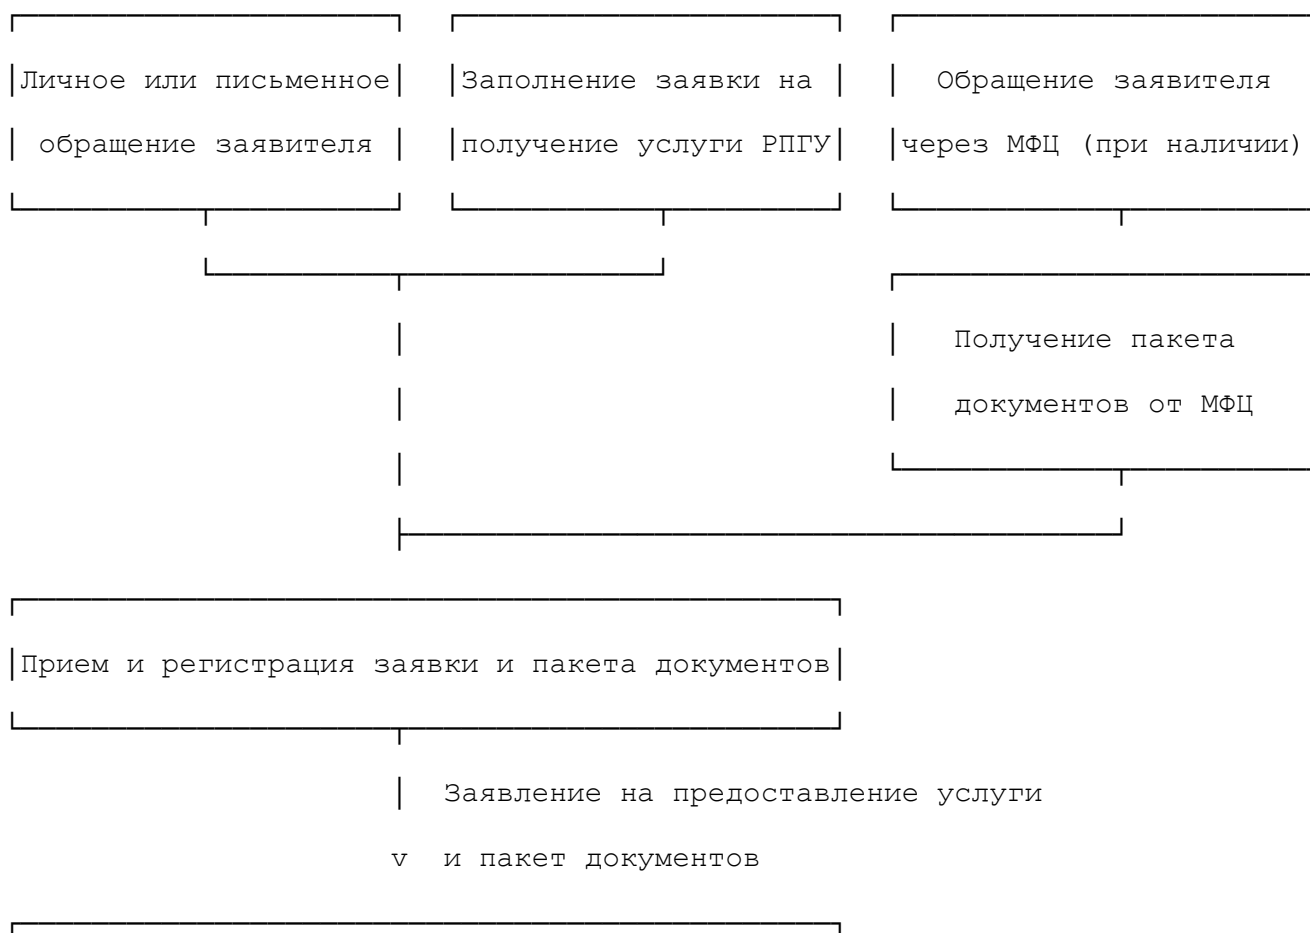 Личное или письменное Заполнение заявки на Обращение заявителя
обращение заявителя получение услуги РПГУ через МФЦ (при наличии)
Получение пакета
документов от МФЦ
Прием и регистрация заявки и пакета документов
Заявление на предоставление услуги
v и пакет документов